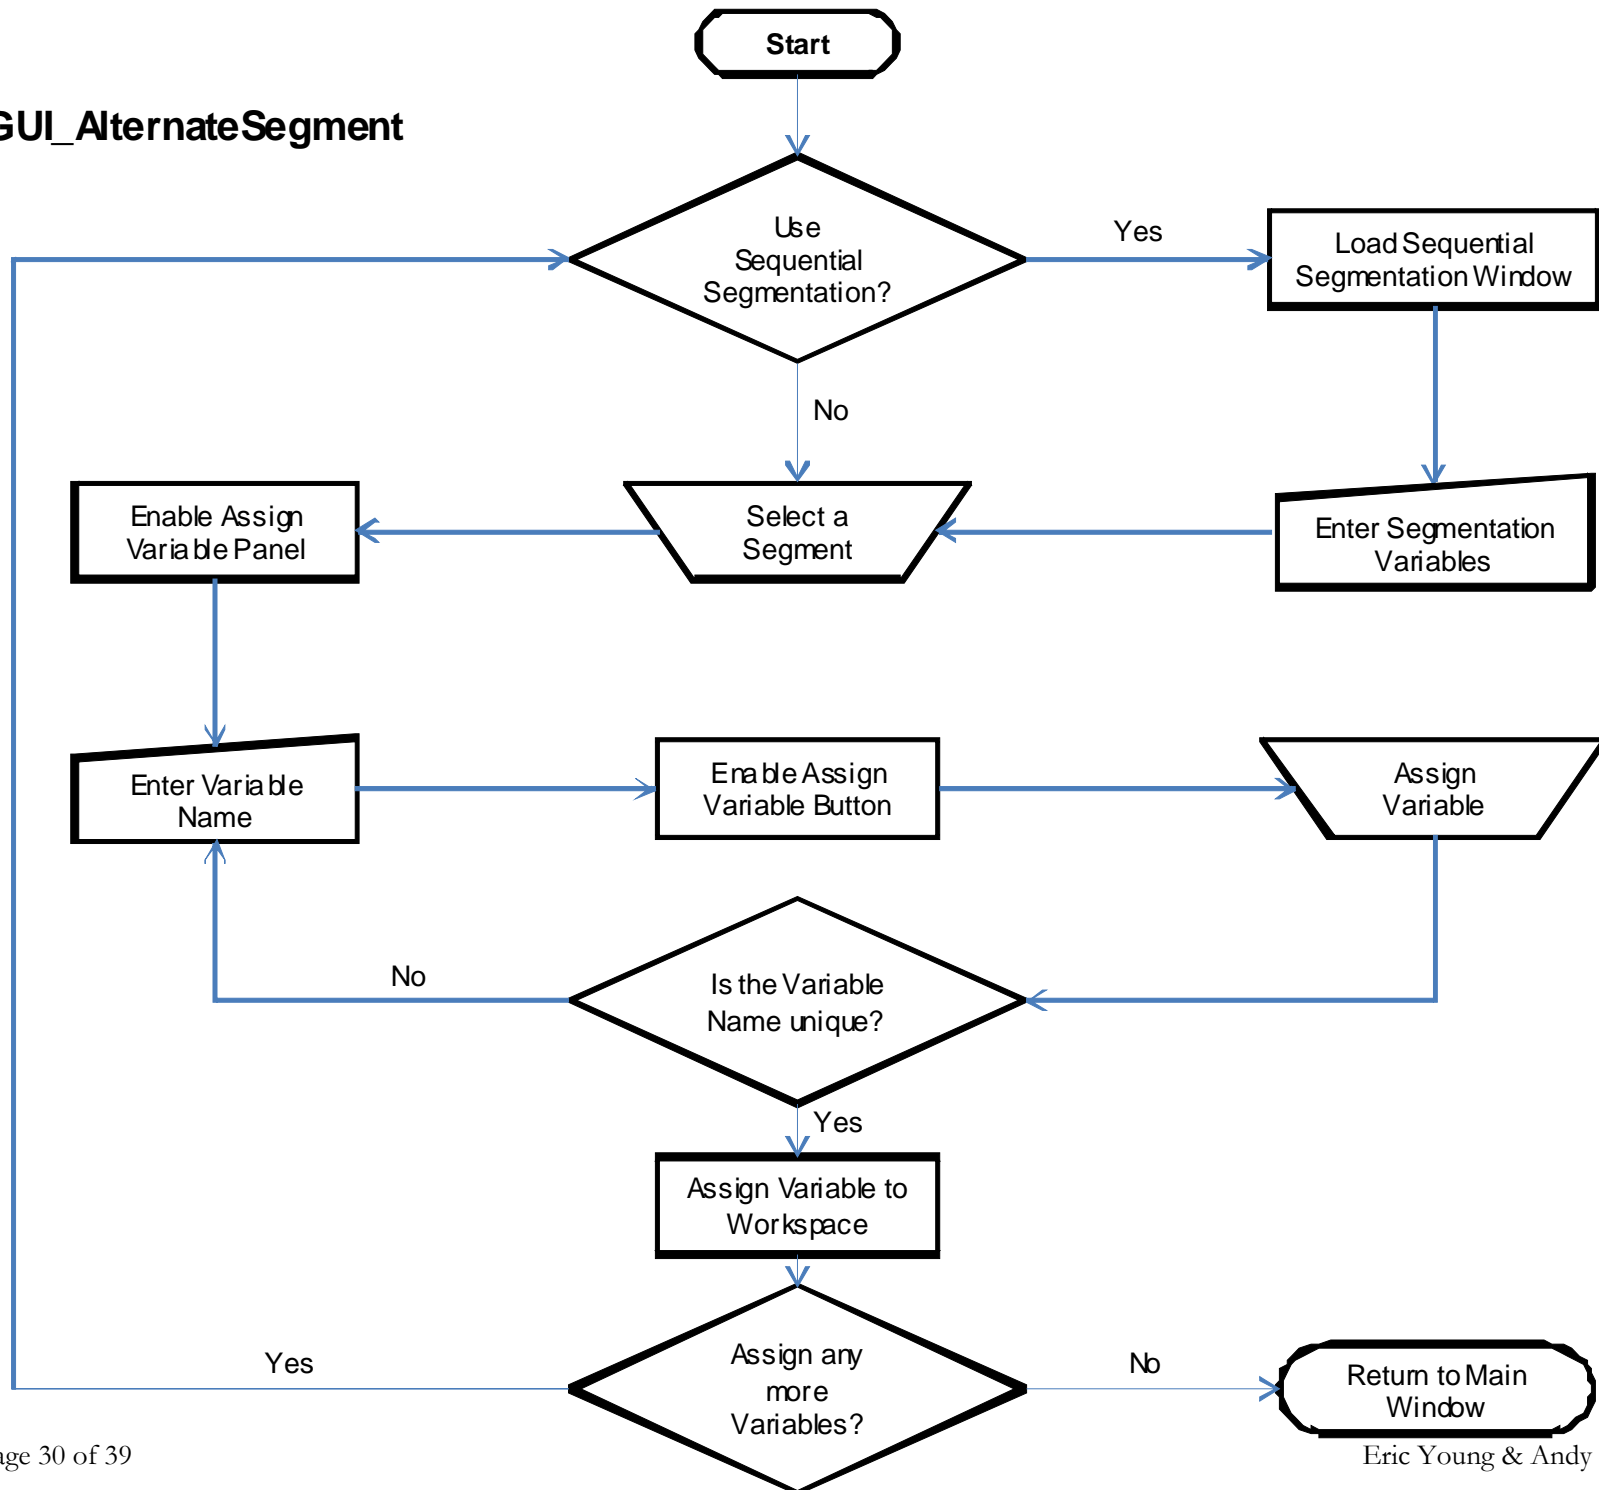 Start
GUI_AlternateSegment
Use
Sequential
Segmentation?
Yes
Load Sequential
Segmentation Window
No
Enable Assign
Variable Panel
Select a
Segment
Enter Segmentation
Variables
Enter Variable
Name
Enable Assign
Variable Button
Assign
Variable
No
Is the Variable
Name unique?
Yes
Assign Variable to
Workspace
Yes
Assign any
more
Variables?
No
Return to Main
Window
age 30 of 39
Eric Young & Andy